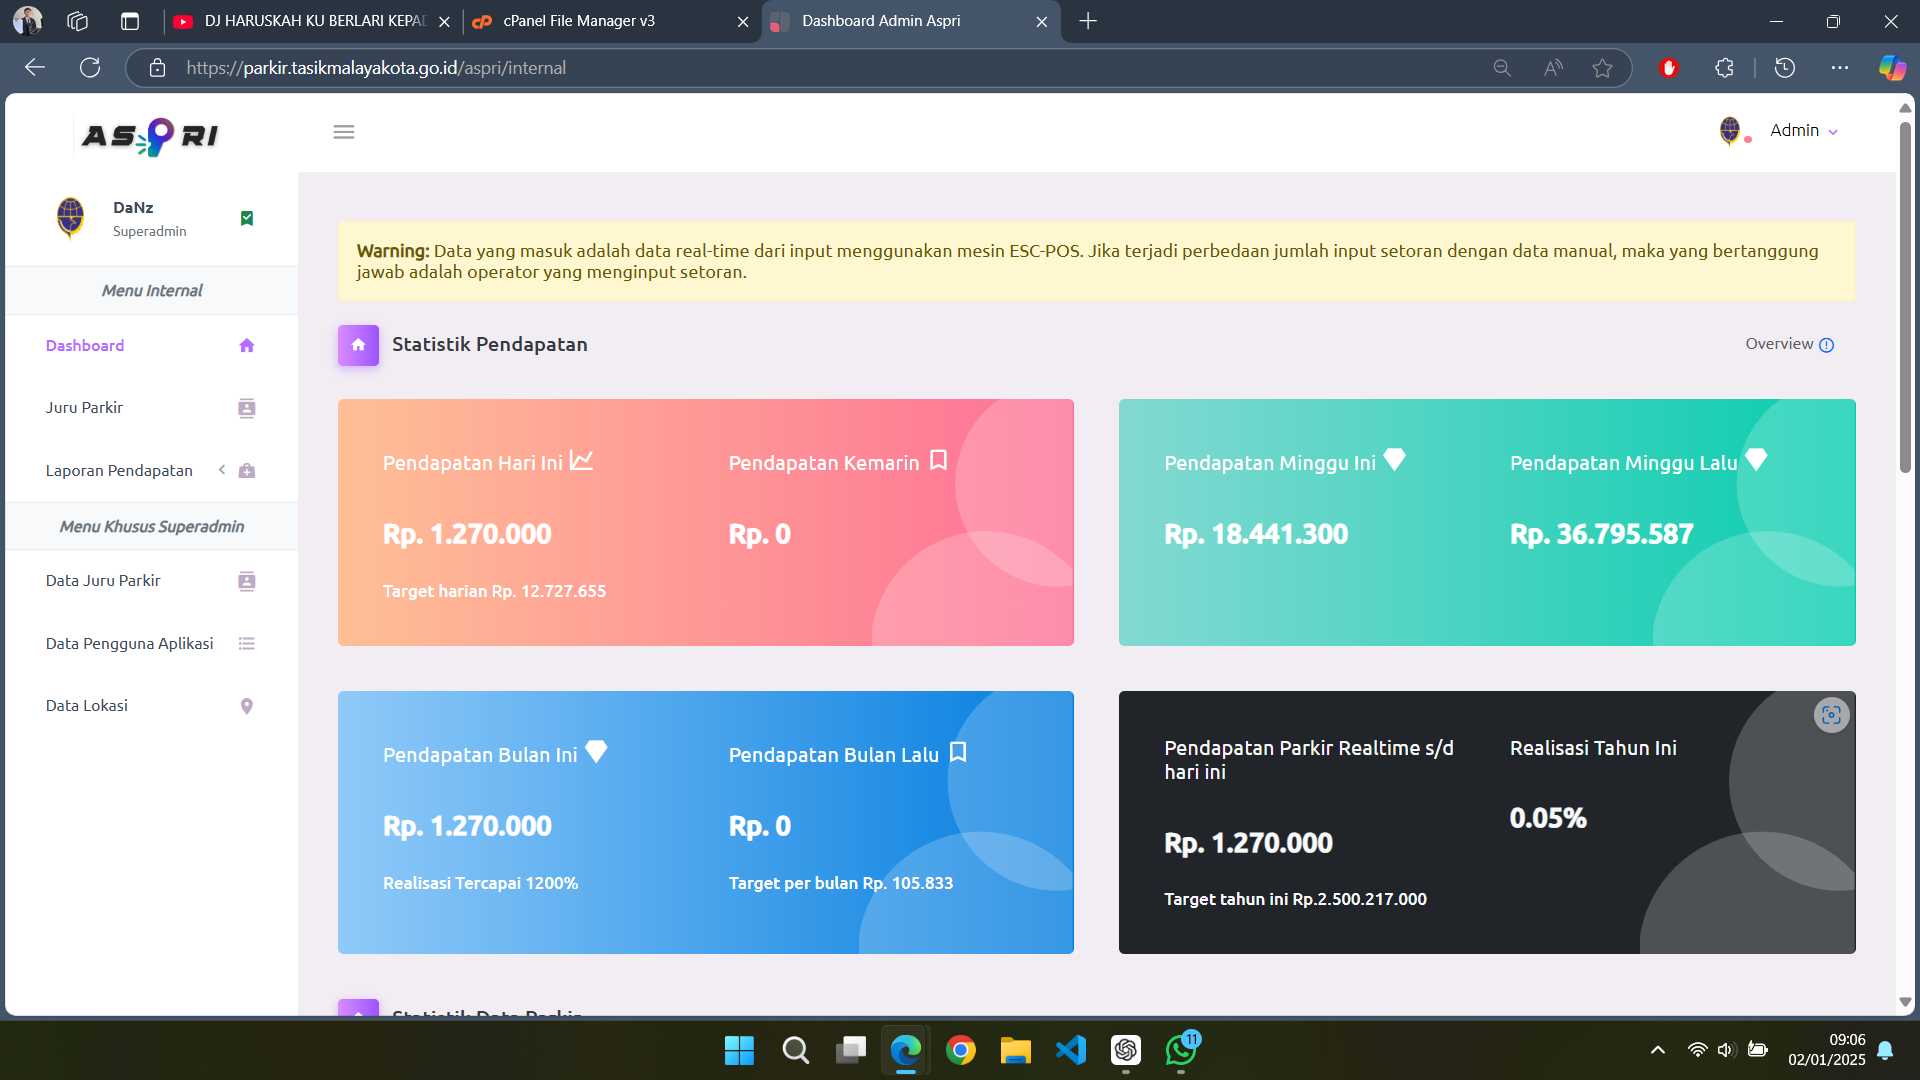 DJ HARUSKAH KU BERLARI KEPAD
cPanel File Manager v3
Dashboard Admin Aspri
https://parkir.tasikmalayakota.go.id/aspri/internal
ASPRI
Admin
DaNz
Superadmin
Menu Internal
Dashboard
Juru Parkir
Laporan Pendapatan
Menu Khusus Superadmin
Data Juru Parkir
Data Pengguna Aplikasi
Data Lokasi
Warning: Data yang masuk adalah data real-time dari input menggunakan mesin ESC-POS. Jika terjadi perbedaan jumlah input setoran dengan data manual, maka yang bertanggung
jawab adalah operator yang menginput setoran.
Statistik Pendapatan
Overview
Pendapatan Hari Ini
Rp. 1.270.000
Target harian Rp. 12.727.655
Pendapatan Kemarin
Rp. 0
Pendapatan Minggu Ini
Rp. 18.441.300
Pendapatan Minggu Lalu
Rp. 36.795.587
Pendapatan Bulan Ini
Rp. 1.270.000
Realisasi Tercapai 1200%
Pendapatan Bulan Lalu
Rp. 0
Target per bulan Rp. 105.833
Pendapatan Parkir Realtime s/d
hari ini
Rp. 1.270.000
Target tahun ini Rp.2.500.217.000
Realisasi Tahun Ini
0.05%
Statistik Data Parkir
11
09:06
02/01/2025